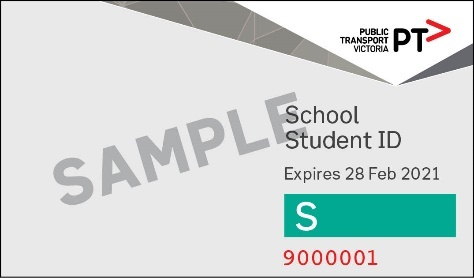 PUBLIC
TRANSPORT
VICTORIA
PT
SAMPLE
School
Student ID
Expires 28 Feb 2021
S
9000001